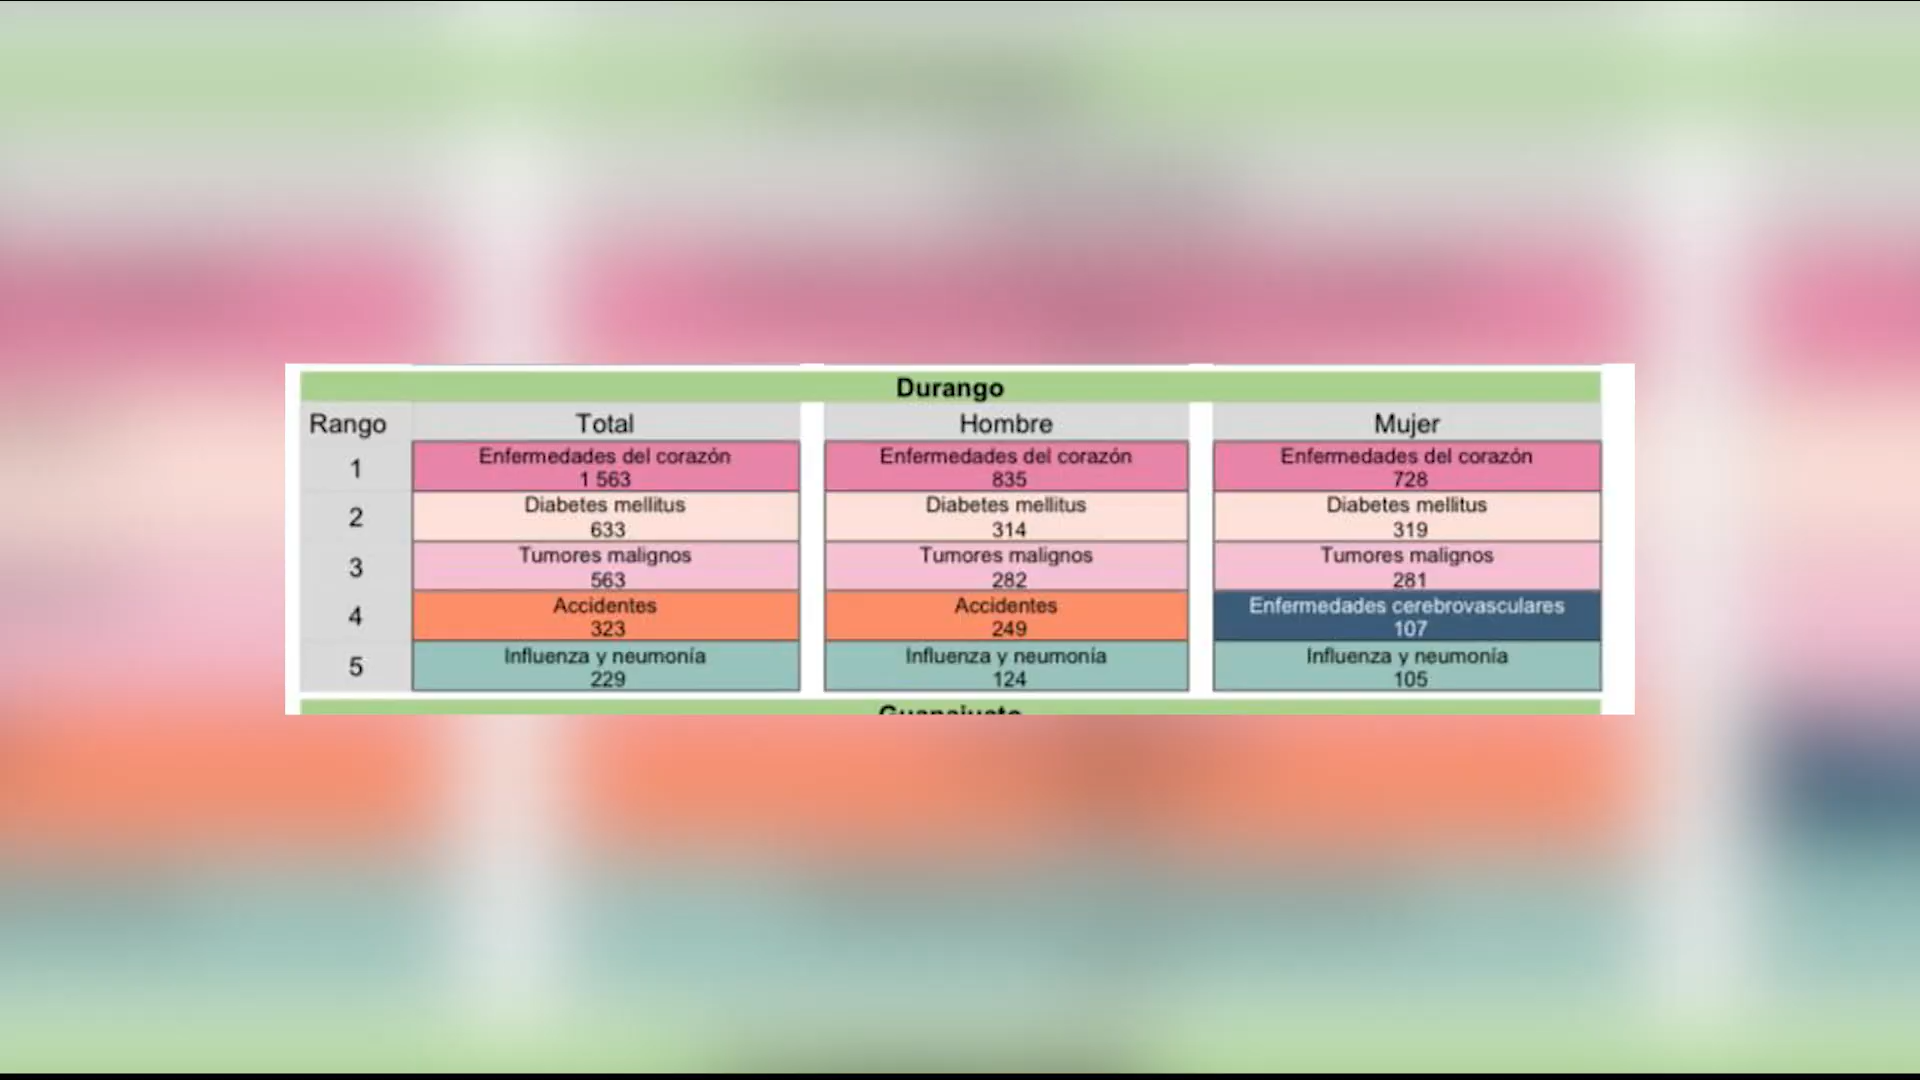 Durango
Rango Total Hombre Mujer
1 Enfermedades del corazón Enfermedades del corazón Enfermedades del corazón
1 563 835 728
2 Diabetes mellitus Diabetes mellitus Diabetes mellitus
633 314 319
3 Tumores malignos Tumores malignos Tumores malignos
563 282 281
4 Accidentes Accidentes Enfermedades cerebrovasculares
323 249 107
5 Influenza y neumonía Influenza y neumonía Influenza y neumonía
229 124 105